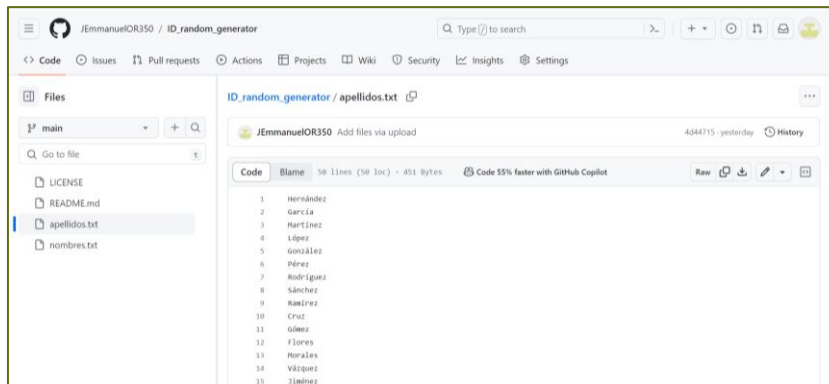 JEmmanuelOR350 / ID_random_generator
Type / to search
<> Code Issues Pull requests Actions Projects Wiki Security Insights Settings
Files
main
Go to file
t
LICENSE
README.md
apellidos.txt
nombres.txt
ID_random_generator / apellidos.txt
JEmmanuelOR350 Add files via upload
4d44715 · yesterday History
Code Blame 50 lines (50 loc) · 451 Bytes Code 55% faster with GitHub Copilot Raw
1 Hernández
2 García
3 Martínez
4 López
5 González
6 Pérez
7 Rodríguez
8 Sánchez
9 Ramírez
10 Cruz
11 Gómez
12 Flores
13 Morales
14 Vázquez
15 Jiménez